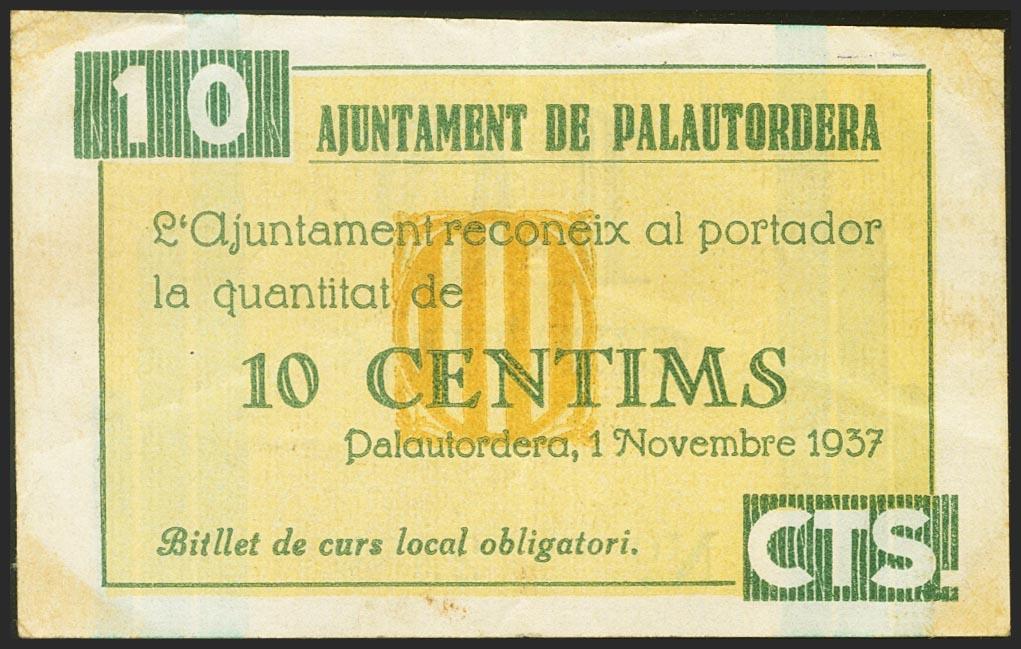 10
AJUNTAMENT DE PALAUTORDERA
L'Ajuntament reconeix al portador
la quantitat de
10 CENTIMS
Palautordera, 1 Novembre 1937
Bitllet de curs local obligatori.
CTS.